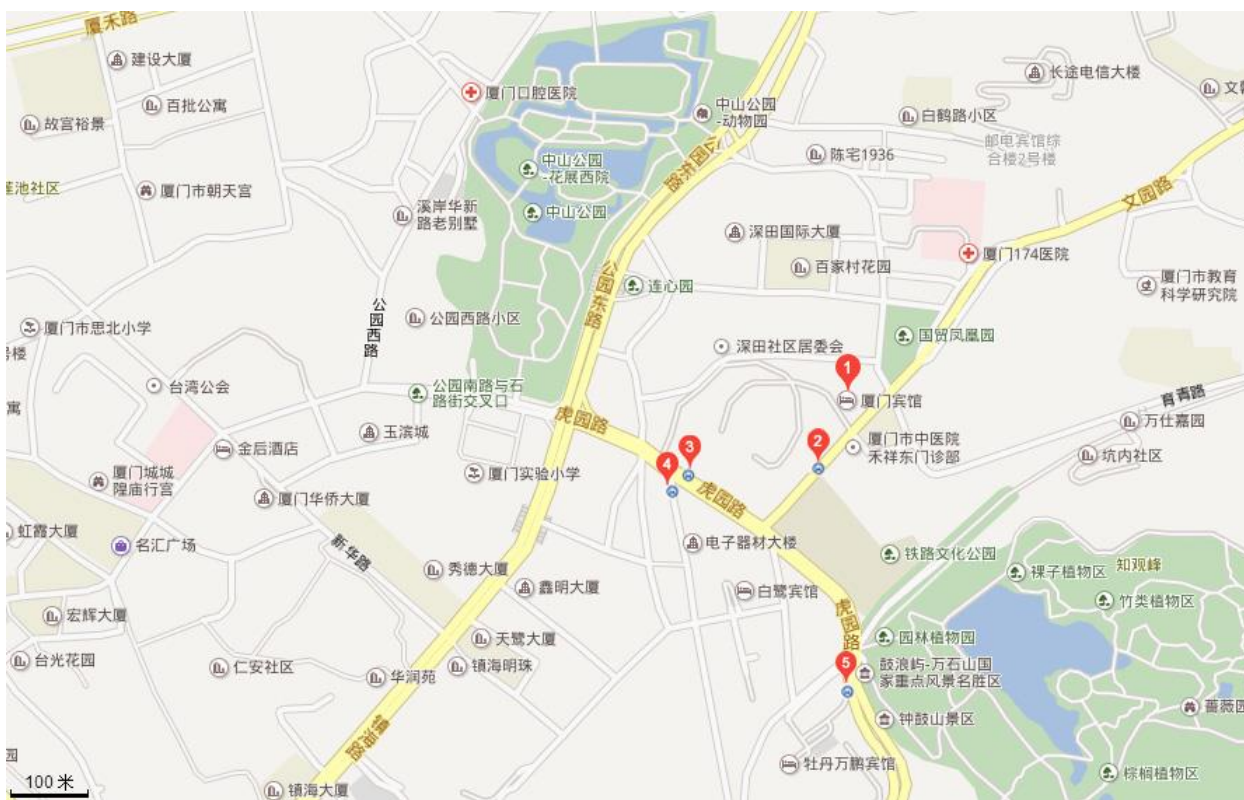 厦禾路
建设大厦
长途电信大楼
厦门口腔医院
百批公寓
中山公园
-动物园
白鹤路小区
故宫裕景
邮电宾馆综
合楼2号楼
陈宅1936
公园东路
中山公园
-花展西院
厦门市朝天宫
莲池社区
文园路
溪岸华新
路老别墅
中山公园
深田国际大厦
厦门174医院
百家村花园
厦门市教育
科学研究院
公园东路
连心园
公园西路
公园西路小区
厦门市思北小学
国贸凤凰园
深田社区居委会
号楼
1
台湾公会
公园南路与石
路街交叉口
厦门宾馆
育青路
寓
虎园路
万仕嘉园
玉滨城
厦门市中医院
禾祥东门诊部
金后酒店
2
3
4
坑内社区
厦门城城
隍庙行宫
厦门实验小学
厦门华侨大厦
虎园路
虹霞大厦
名汇广场
新华路
电子器材大楼
铁路文化公园
秀德大厦
鑫明大厦
白鹭宾馆
裸子植物区
知观峰
竹类植物区
宏辉大厦
虎园路
天鹭大厦
园林植物园
台光花园
仁安社区
华润苑
镇海明珠
5
鼓浪屿-万石山国
家重点风景名胜区
蔷薇园
钟鼓山景区
镇海路
园
牡丹万鹏宾馆
棕榈植物区
100 米
镇海大厦